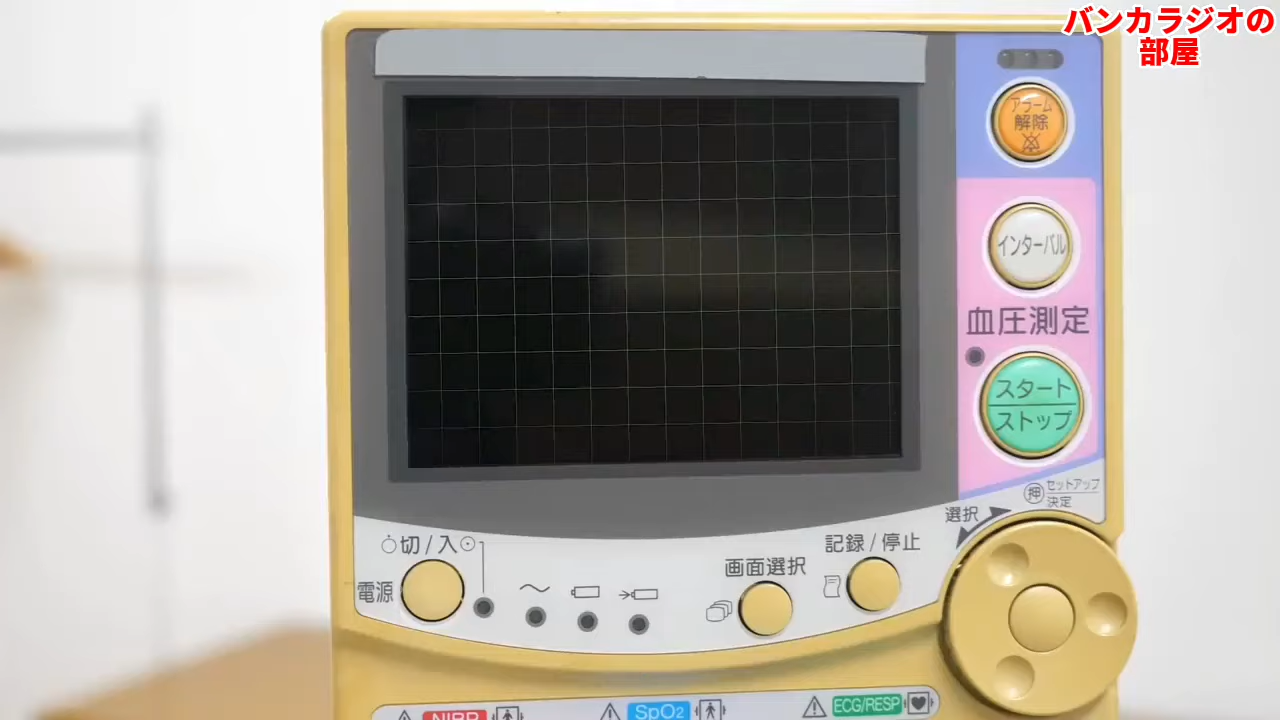 バンカラジオの
部屋
アラーム
解除
インターバル
血圧測定
スタート
ストップ
押
セットアップ
決定
選択
切/入
電源
画面選択
記録/停止
NIBP
SpO2
ECG/RESP